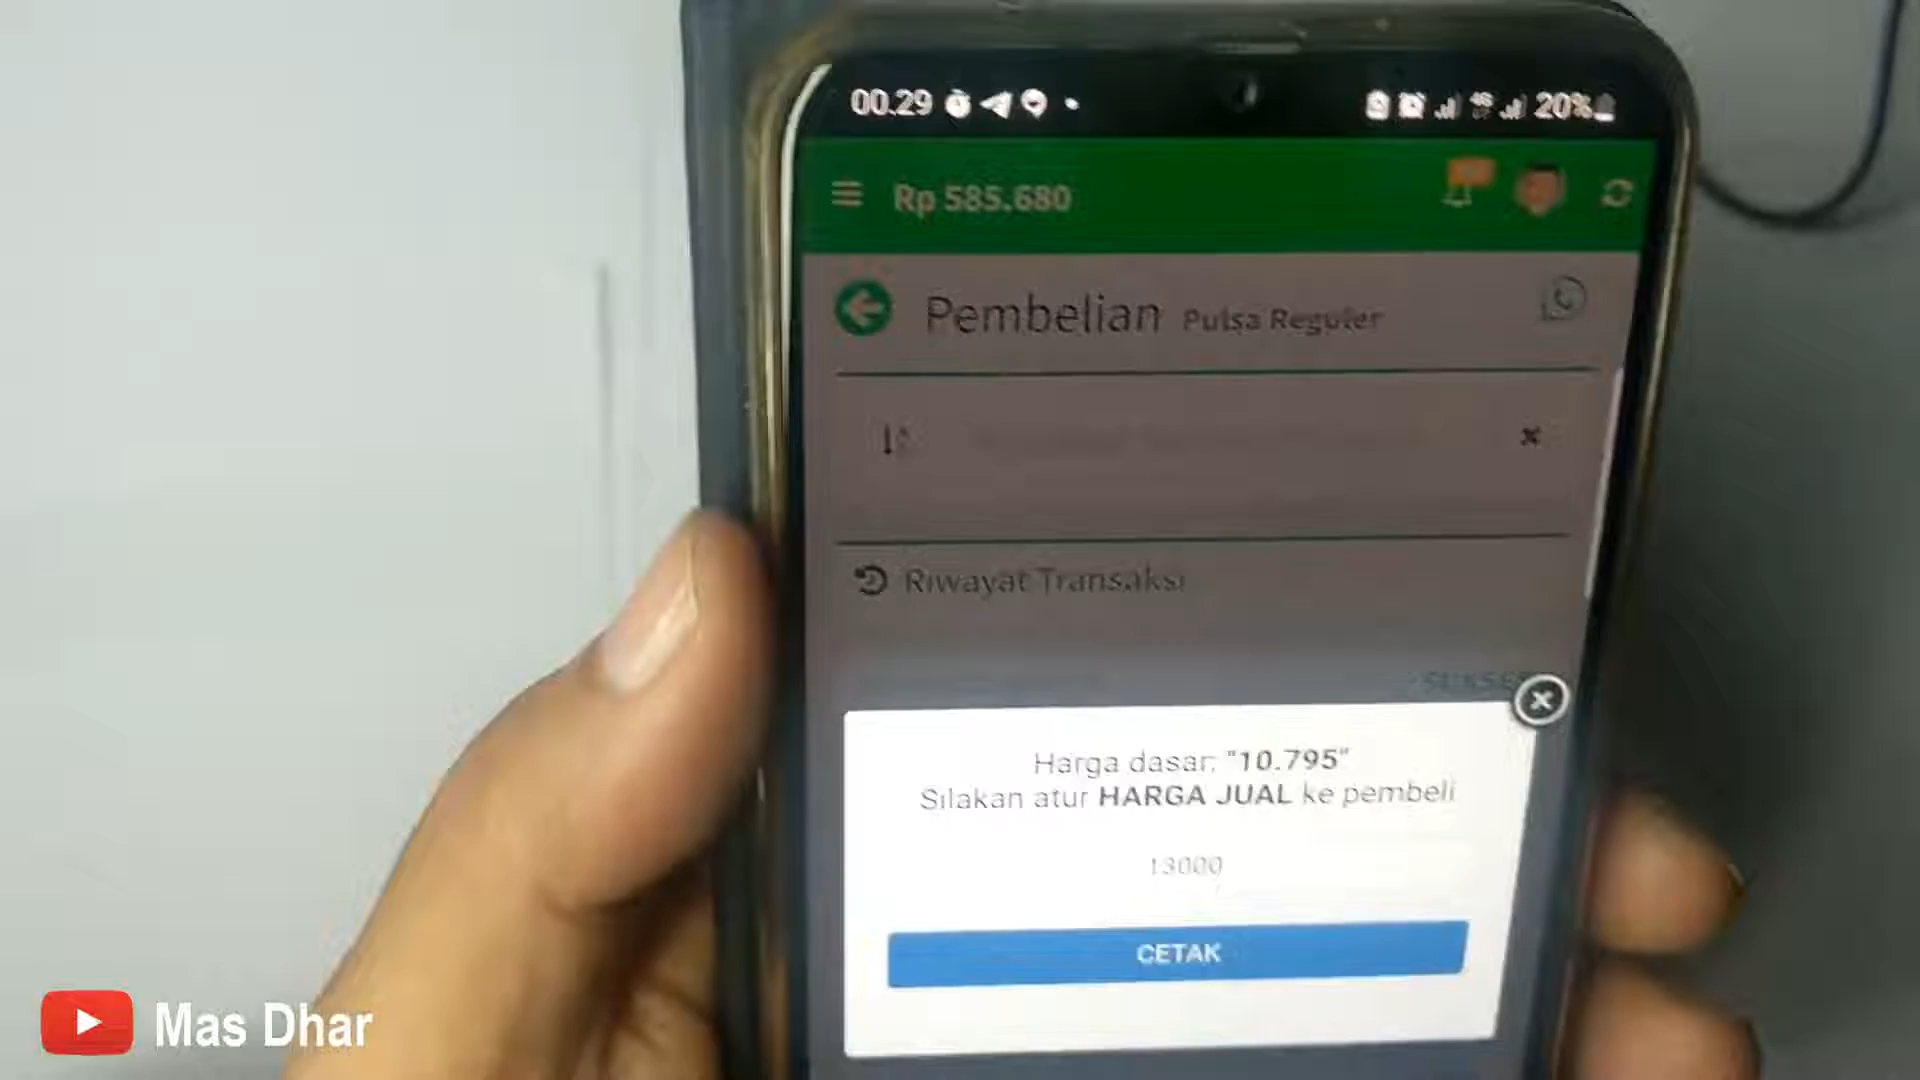 00.29
20%
Rp 585.680
Pembelian Pulsa Reguler
Riwayat Transaksi
SUKSES
Harga dasar: "10.795"
Silakan atur HARGA JUAL ke pembeli
13000
CETAK
Mas Dhar